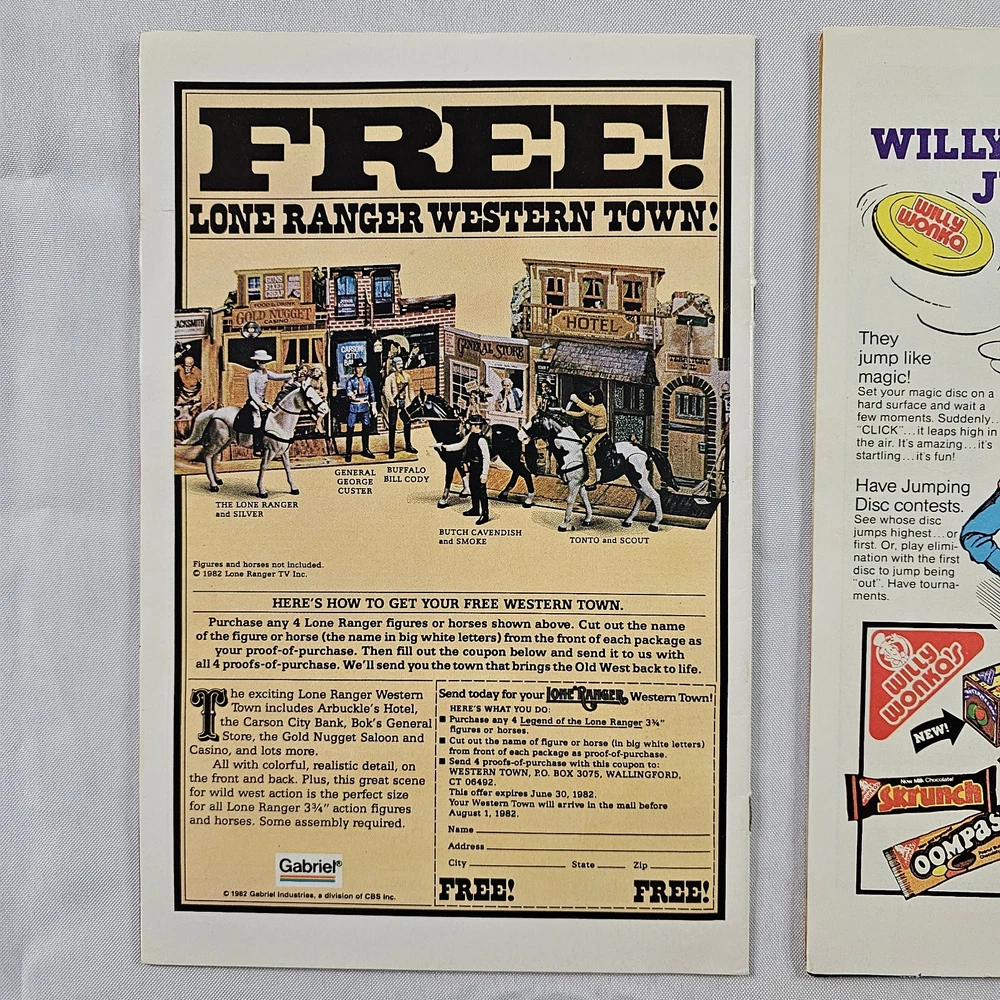 FREE!
LONE RANGER WESTERN TOWN!
FOOD & DRINK
GOLD NUGGET
CASINO
CARSON
CITY
GENERAL STORE
HOTEL
THE LONE RANGER
and SILVER
GENERAL
GEORGE
CUSTER
BUFFALO
BILL CODY
BUTCH CAVENDISH
and SMOKE
TONTO and SCOUT
Figures and horses not included.
© 1982 Lone Ranger TV Inc.
HERE'S HOW TO GET YOUR FREE WESTERN TOWN.
Purchase any 4 Lone Ranger figures or horses shown above. Cut out the name
of the figure or horse (the name in big white letters) from the front of each package as
your proof-of-purchase. Then fill out the coupon below and send it to us with
all 4 proofs-of-purchase. We'll send you the town that brings the Old West back to life.
The exciting Lone Ranger Western
Town includes Arbuckle's Hotel,
the Carson City Bank, Bok's General
Store, the Gold Nugget Saloon and
Casino, and lots more.
All with colorful, realistic detail, on
the front and back. Plus, this great scene
for wild west action is the perfect size
for all Lone Ranger 3¾" action figures
and horses. Some assembly required.
Gabriel®
© 1982 Gabriel Industries, a division of CBS Inc.
Send today for your LONE RANGER Western Town!
HERE'S WHAT YOU DO:
■ Purchase any 4 Legend of the Lone Ranger 3¾"
figures or horses.
■ Cut out the name of figure or horse (in big white letters)
from front of each package as proof-of-purchase.
■ Send 4 proofs-of-purchase with this coupon to:
WESTERN TOWN, P.O. BOX 3075, WALLINGFORD,
CT 06492.
This offer expires June 30, 1982.
Your Western Town will arrive in the mail before
August 1, 1982.
Name
Address
City State Zip
FREE! FREE!
WILLY
J
WILLY
WONKA
They
jump like
magic!
Set your magic disc on a
hard surface and wait a
few moments. Suddenly..
"CLICK"...it leaps high in
the air. It's amazing...it's
startling...it's fun!
Have Jumping
Disc contests.
See whose disc
jumps highest...or
first. Or, play elimi-
nation with the first
disc to jump being
"out". Have tourna-
ments.
WILLY
WONKA'S
NEW!
Now Milk Chocolate!
Skrunch
OOMPAS